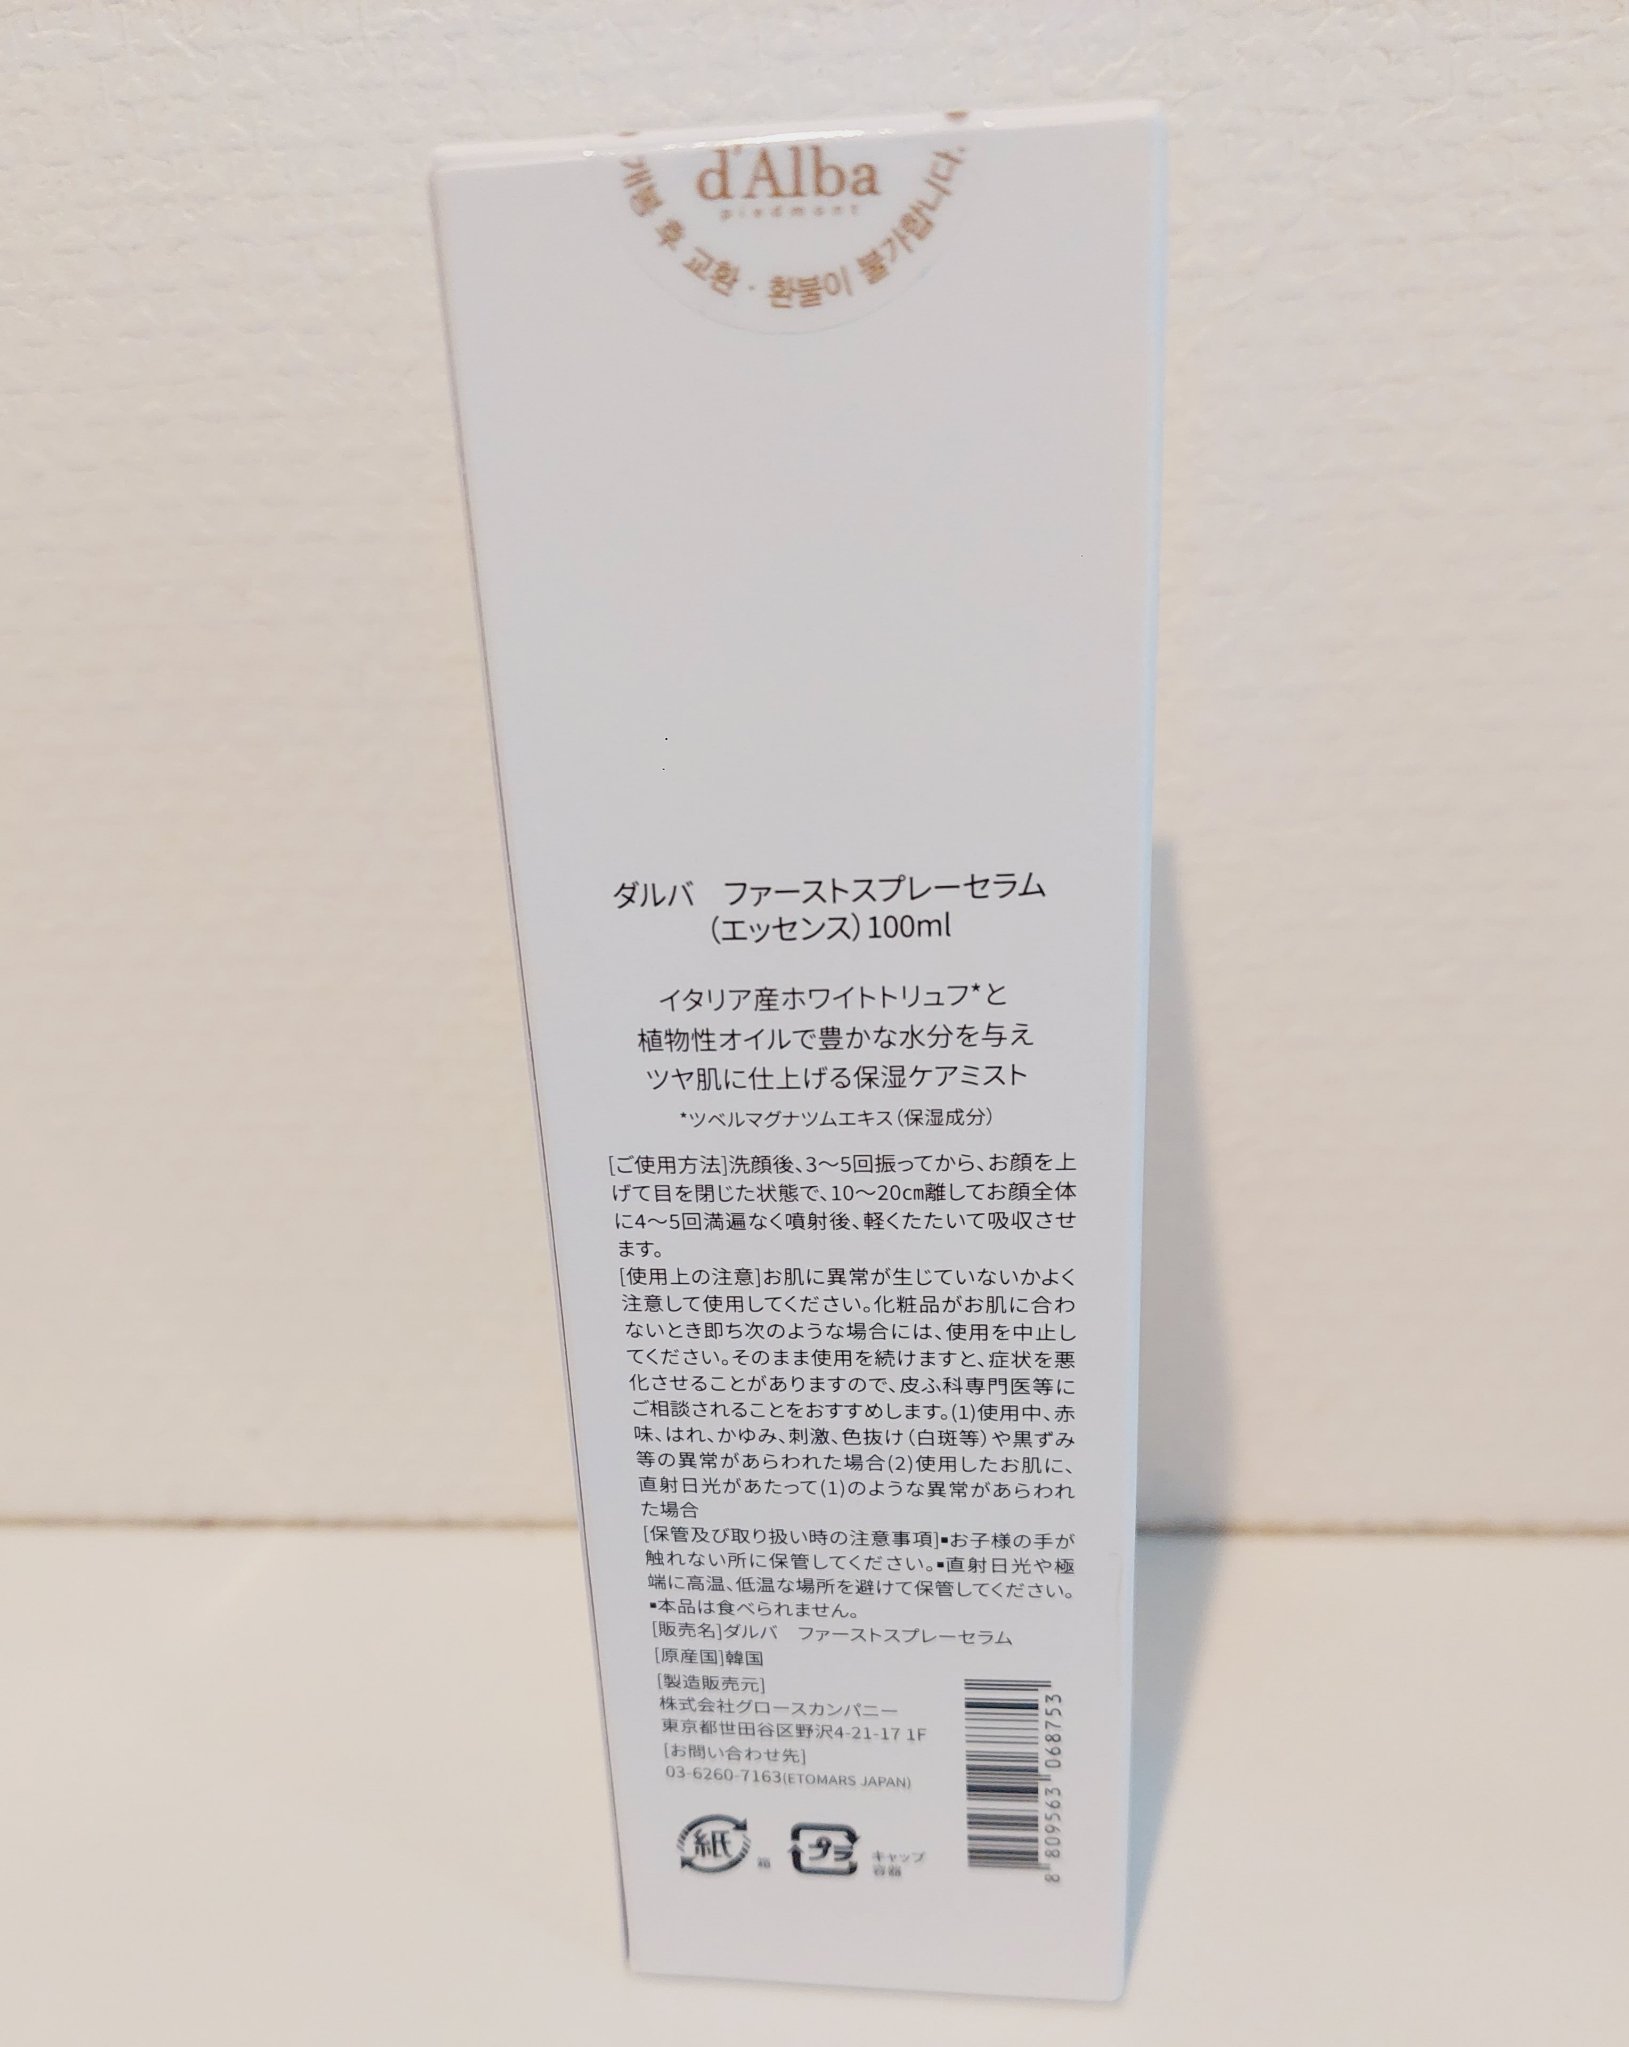 d'Alba
piedmont
개봉 후 교환·환불이 불가합니다.
ダルバ　ファーストスプレーセラム
（エッセンス）100ml
イタリア産ホワイトトリュフ*と
植物性オイルで豊かな水分を与え
ツヤ肌に仕上げる保湿ケアミスト
*ツベルマグナツムエキス（保湿成分）
[ご使用方法]洗顔後、3〜5回振ってから、お顔を上
げて目を閉じた状態で、10〜20㎝離してお顔全体
に4〜5回満遍なく噴射後、軽くたたいて吸収させ
ます。
[使用上の注意]お肌に異常が生じていないかよく
注意して使用してください。化粧品がお肌に合わ
ないとき即ち次のような場合には、使用を中止し
てください。そのまま使用を続けますと、症状を悪
化させることがありますので、皮ふ科専門医等に
ご相談されることをおすすめします。(1)使用中、赤
味、はれ、かゆみ、刺激、色抜け（白斑等）や黒ずみ
等の異常があらわれた場合(2)使用したお肌に、
直射日光があたって(1)のような異常があらわれ
た場合
[保管及び取り扱い時の注意事項]▪お子様の手が
触れない所に保管してください。▪直射日光や極
端に高温、低温な場所を避けて保管してください。
▪本品は食べられません。
[販売名]ダルバ　ファーストスプレーセラム
[原産国]韓国
[製造販売元]
株式会社グロースカンパニー
東京都世田谷区野沢4-21-17 1F
[お問い合わせ先]
03-6260-7163(ETOMARS JAPAN)
8 809563 068753
紙 箱
プラ キャップ
容器